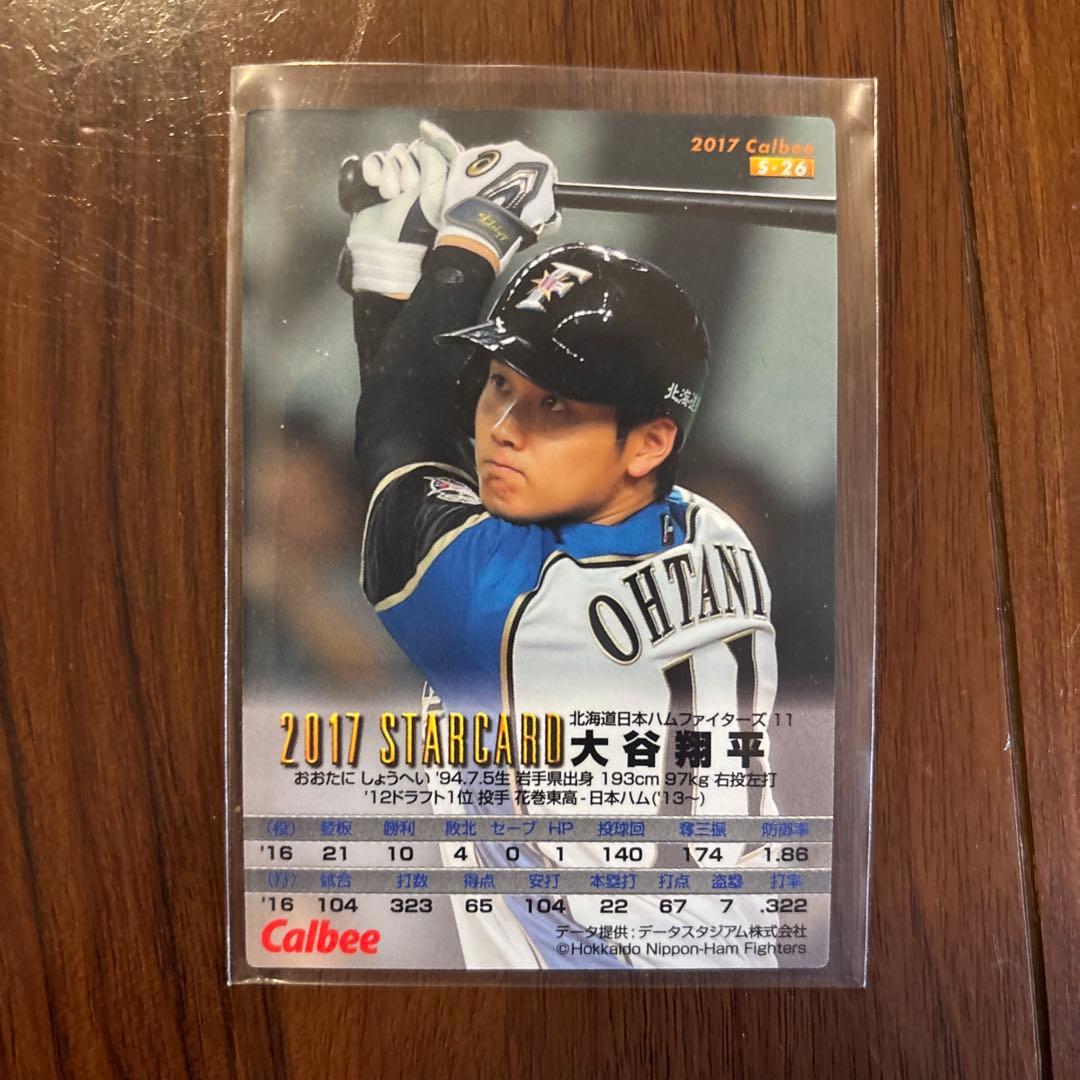 2017 Calbee
S-26
F
北海道
OHTANI
11
2017 STARCARD
北海道日本ハムファイターズ 11
大谷翔平
おおたに しょうへい '94.7.5生 岩手県出身 193cm 97kg 右投左打
'12ドラフト1位 投手 花巻東高-日本ハム('13〜)
(投) 登板 勝利 敗北 セーブ HP 投球回 奪三振 防御率
'16 21 10 4 0 1 140 174 1.86
(打) 試合 打数 得点 安打 本塁打 打点 盗塁 打率
'16 104 323 65 104 22 67 7 .322
Calbee
データ提供:データスタジアム株式会社
©Hokkaido Nippon-Ham Fighters